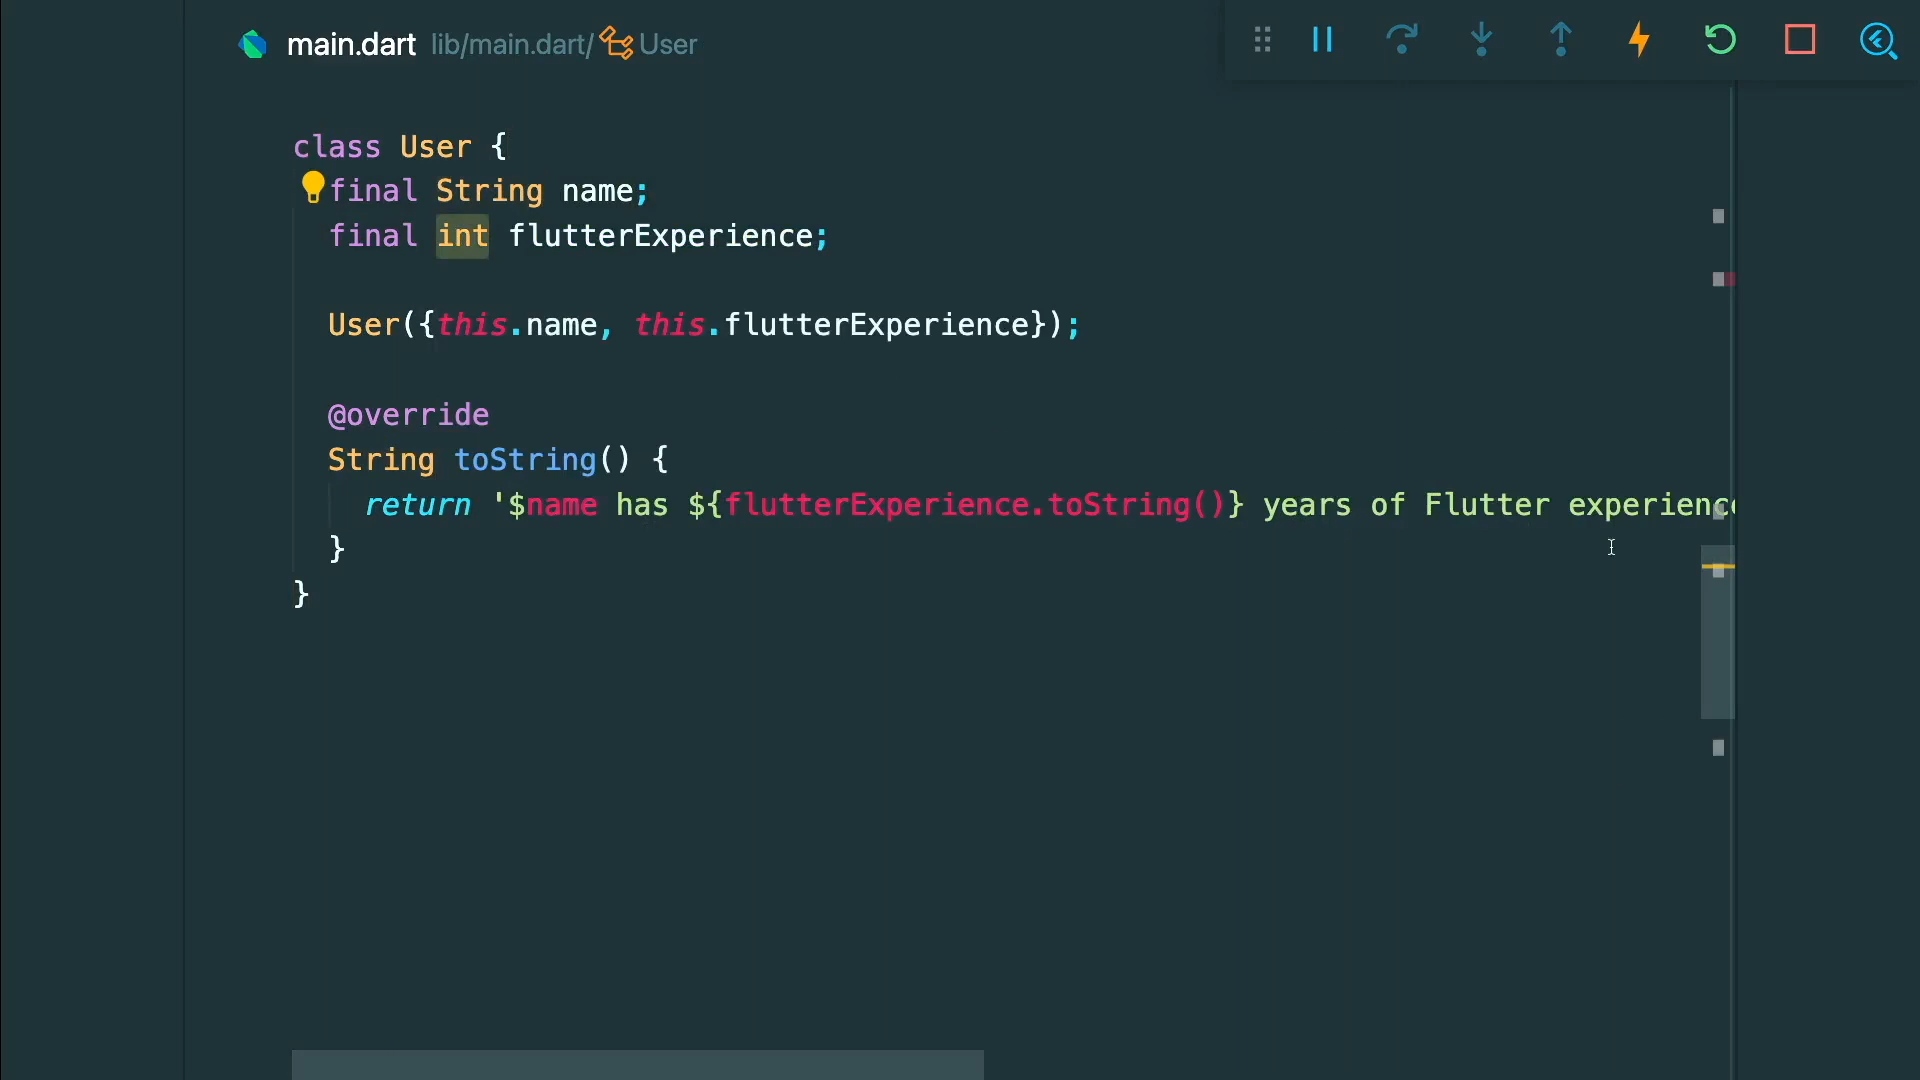 main.dart lib/main.dart/ User
class User {
final String name;
final int flutterExperience;
User({this.name, this.flutterExperience});
@override
String toString() {
return '$name has ${flutterExperience.toString()} years of Flutter experience
}
}